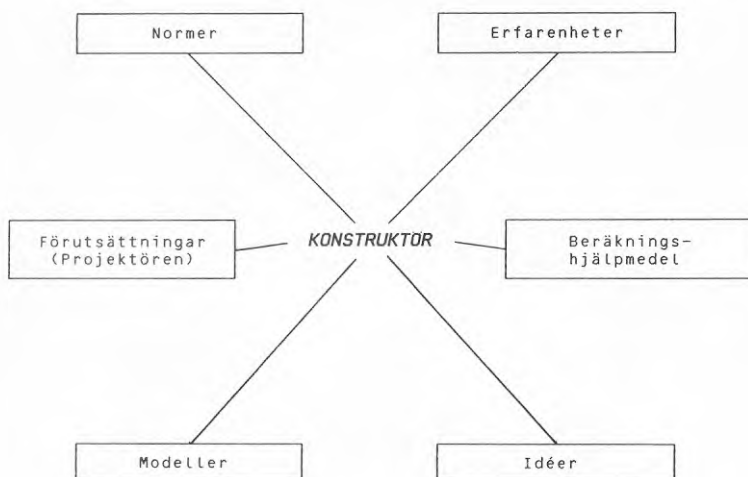 Normer
Erfarenheter
Förutsättningar
(Projektören)
KONSTRUKTÖR
Beräknings-
hjälpmedel
Modeller
Idéer